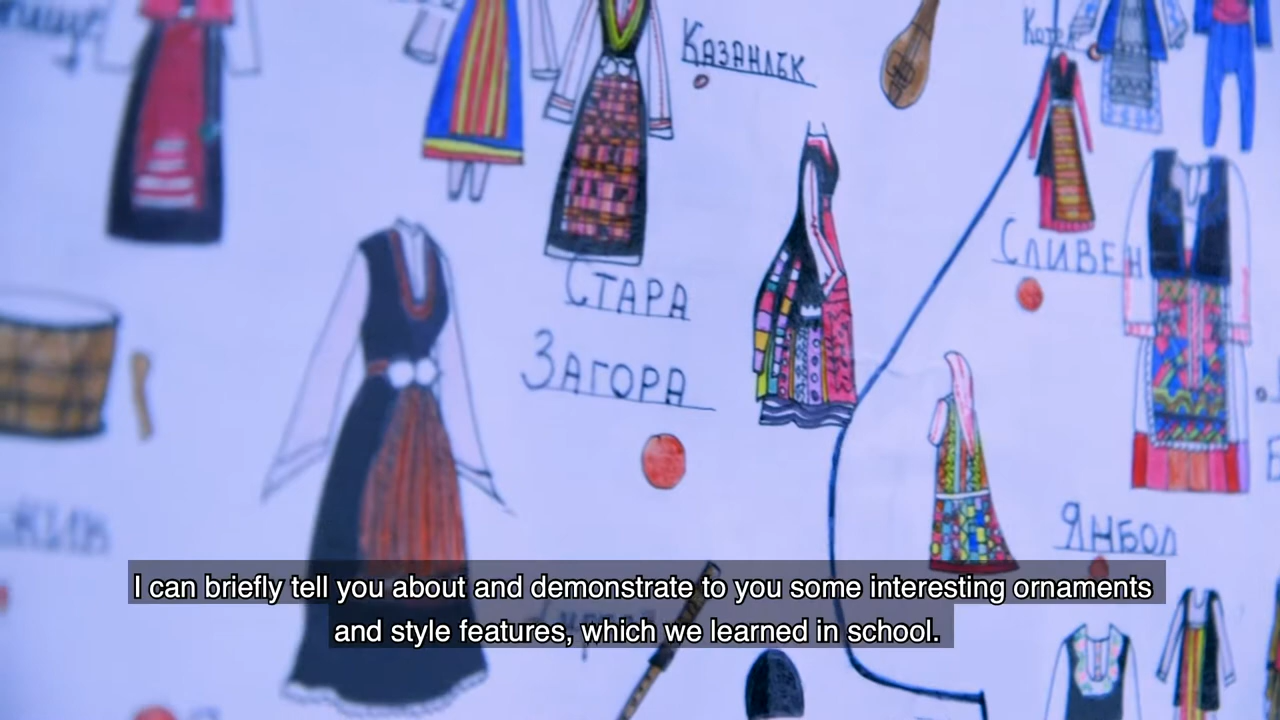 Казанлък
Котел
Стара
Загора
Сливен
Ямбол
I can briefly tell you about and demonstrate to you some interesting ornaments
and style features, which we learned in school.